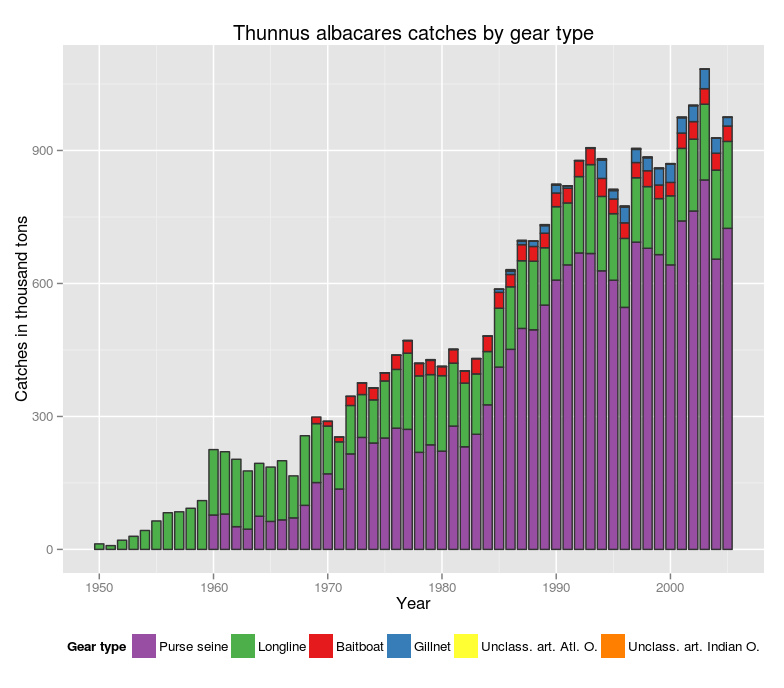 Thunnus albacares catches by gear type
Catches in thousand tons
900
600
300
0
1950 1960 1970 1980 1990 2000
Year
Gear type Purse seine Longline Baitboat Gillnet Unclass. art. Atl. O. Unclass. art. Indian O.